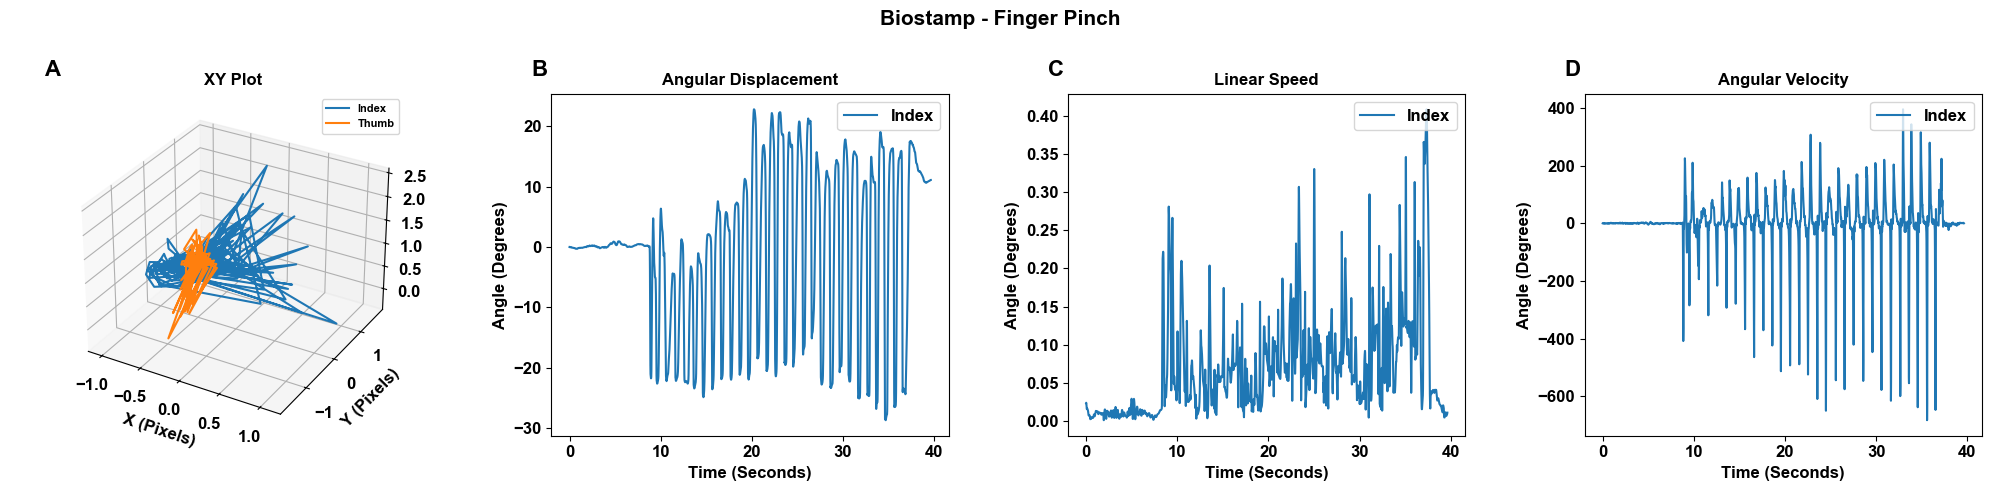 Biostamp - Finger Pinch
A
XY Plot
Index
Thumb
2.5
2.0
1.5
1.0
0.5
0.0
−1.0
−0.5
0.0
0.5
1.0
X (Pixels)
−1
0
1
Y (Pixels)
B
Angular Displacement
Index
20
10
0
−10
−20
−30
Angle (Degrees)
0
10
20
30
40
Time (Seconds)
C
Linear Speed
Index
0.40
0.35
0.30
0.25
0.20
0.15
0.10
0.05
0.00
Angle (Degrees)
0
10
20
30
40
Time (Seconds)
D
Angular Velocity
Index
400
200
0
−200
−400
−600
Angle (Degrees)
0
10
20
30
40
Time (Seconds)